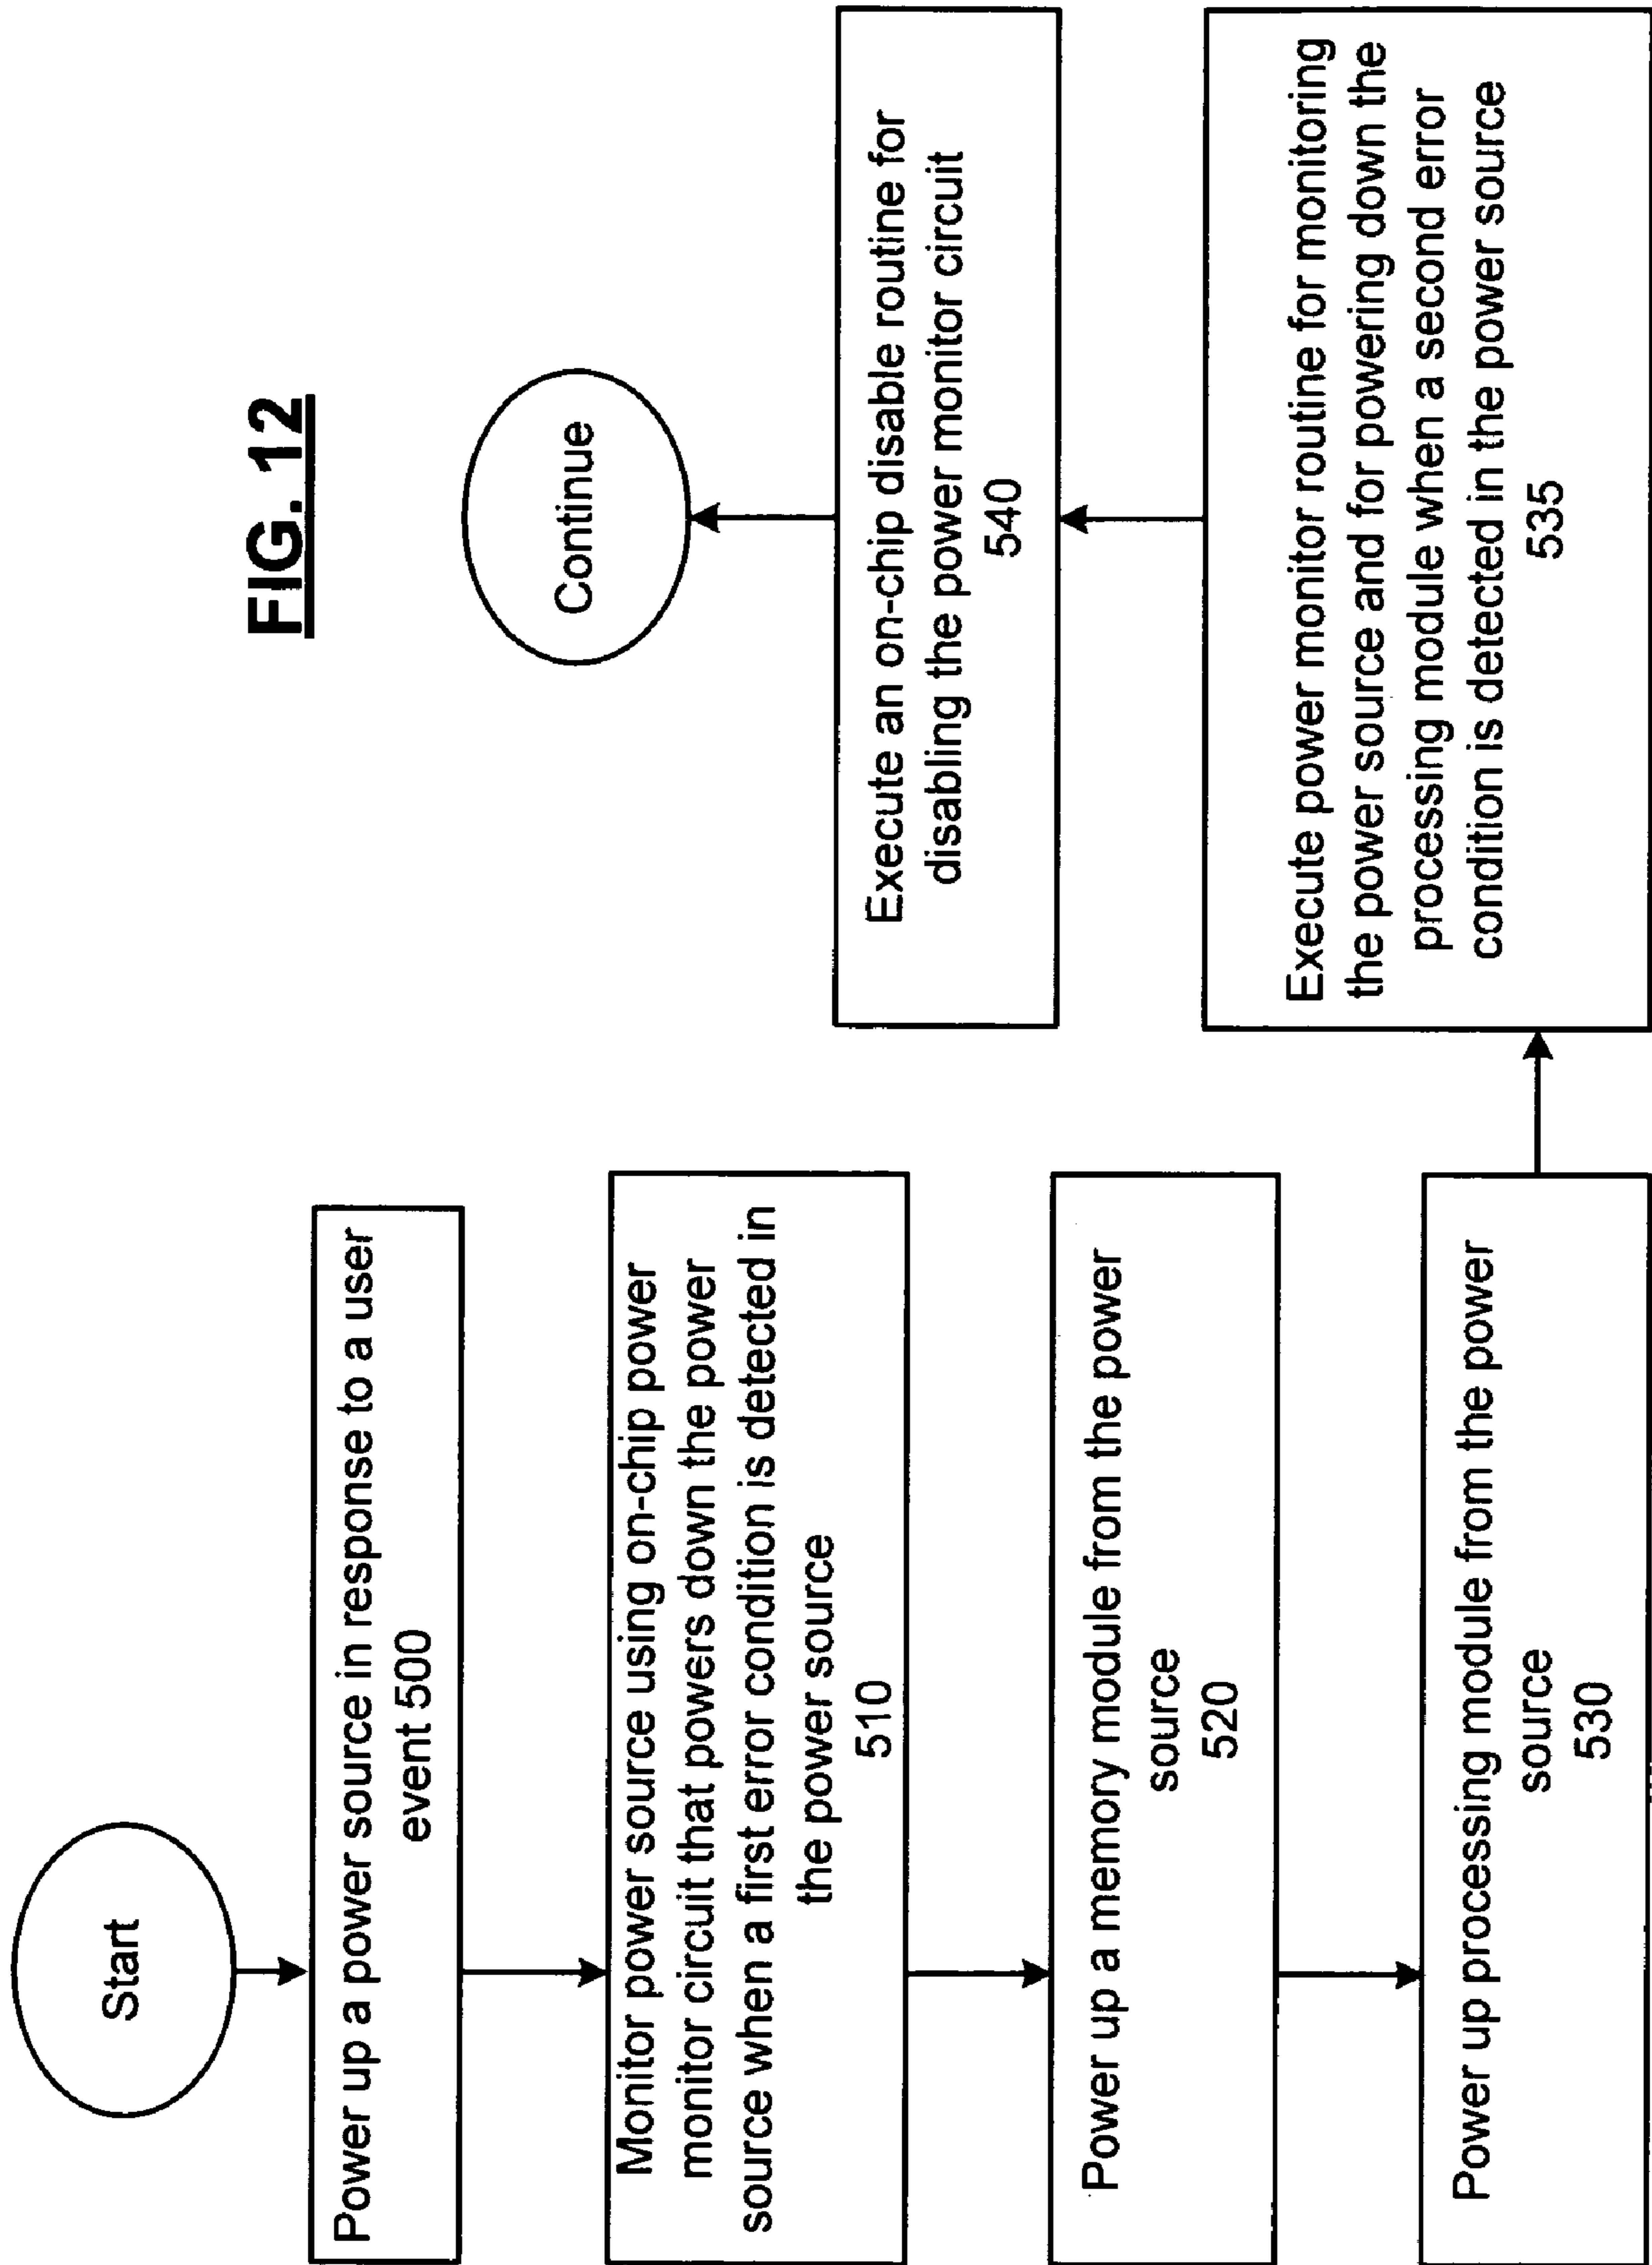 FIG. 12
Start
Power up a power source in response to a user
event 500
Monitor power source using on-chip power
monitor circuit that powers down the power
source when a first error condition is detected in
the power source
510
Power up a memory module from the power
source
520
Power up processing module from the power
source
530
Execute power monitor routine for monitoring
the power source and for powering down the
processing module when a second error
condition is detected in the power source
535
Execute an on-chip disable routine for
disabling the power monitor circuit
540
Continue